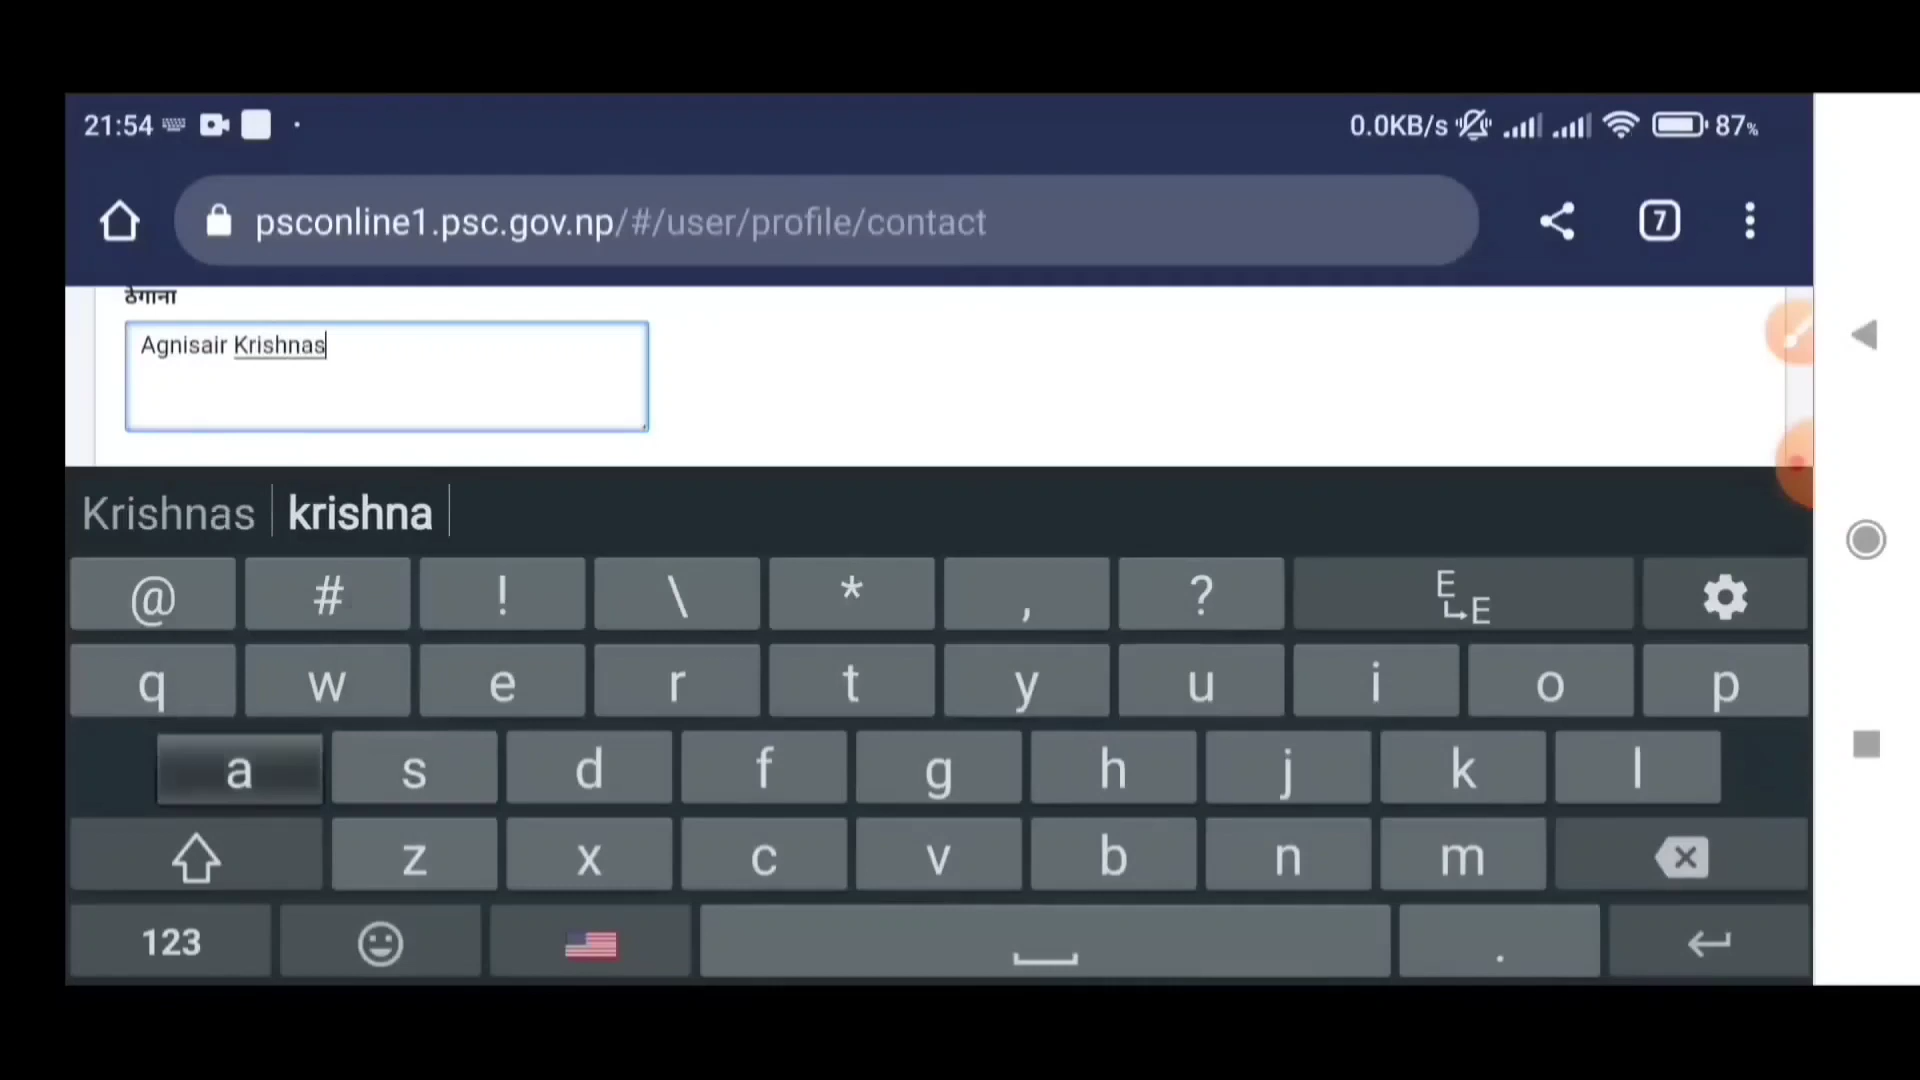 21:54 0.0KB/s 87%
psconline1.psc.gov.np/#/user/profile/contact 7
ठेगाना
Agnisair Krishnas
Krishnas krishna
@ # ! \ * , ? E E
q w e r t y u i o p
a s d f g h j k l
z x c v b n m
123 .